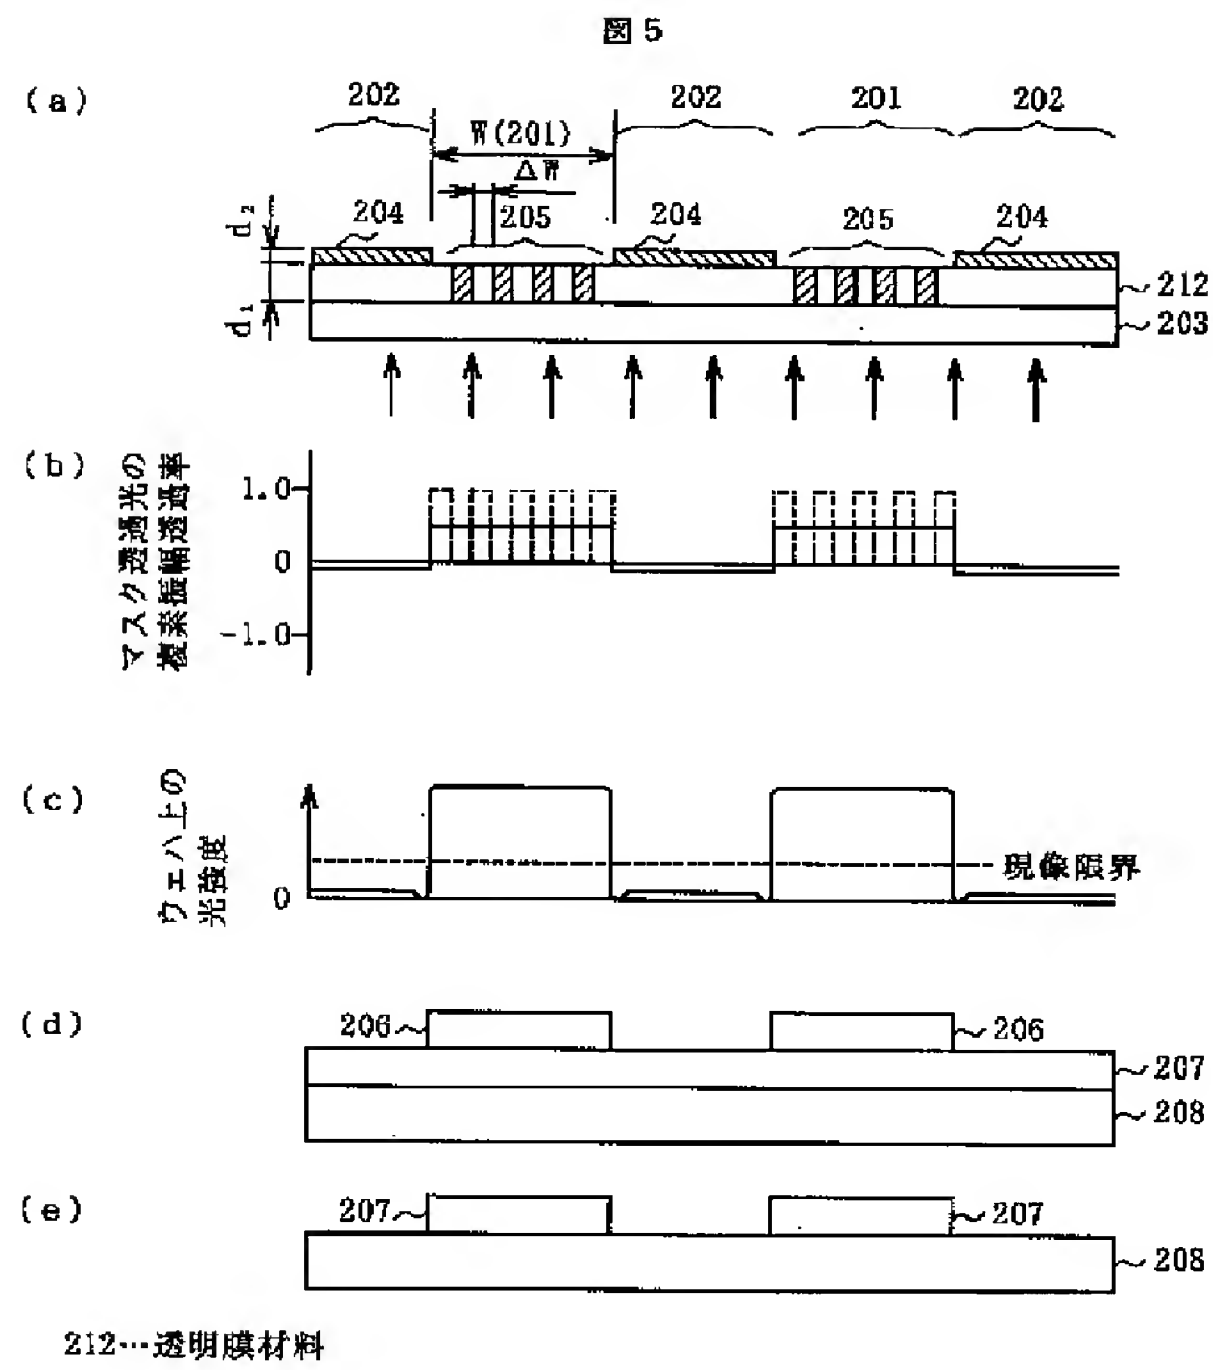 図5
(a)
202
202
201
202
W(201)
ΔW
d₂
204
205
204
205
204
d₁
212
203
(b)
マスク透過光の
複素振幅透過率
1.0
0
-1.0
(c)
ウェハ上の
光強度
0
現像限界
(d)
206
206
207
208
(e)
207
207
208
212…透明膜材料